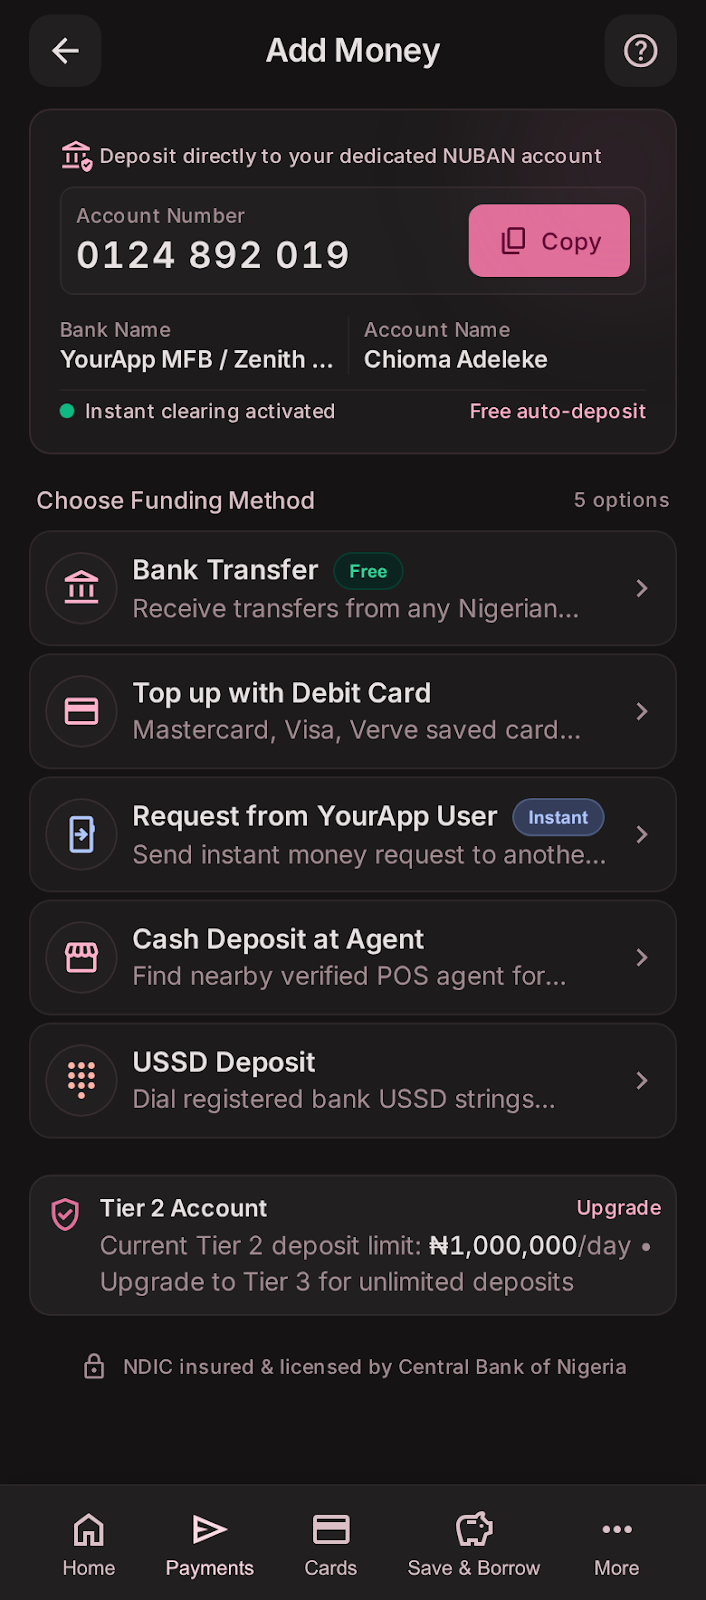 Add Money
Deposit directly to your dedicated NUBAN account
Account Number
0124 892 019
Copy
Bank Name
YourApp MFB / Zenith ...
Account Name
Chioma Adeleke
Instant clearing activated
Free auto-deposit
Choose Funding Method
5 options
Bank Transfer
Free
Receive transfers from any Nigerian...
Top up with Debit Card
Mastercard, Visa, Verve saved card...
Request from YourApp User
Instant
Send instant money request to anothe...
Cash Deposit at Agent
Find nearby verified POS agent for...
USSD Deposit
Dial registered bank USSD strings...
Tier 2 Account
Upgrade
Current Tier 2 deposit limit: ₦1,000,000/day •
Upgrade to Tier 3 for unlimited deposits
NDIC insured & licensed by Central Bank of Nigeria
Home
Payments
Cards
Save & Borrow
More